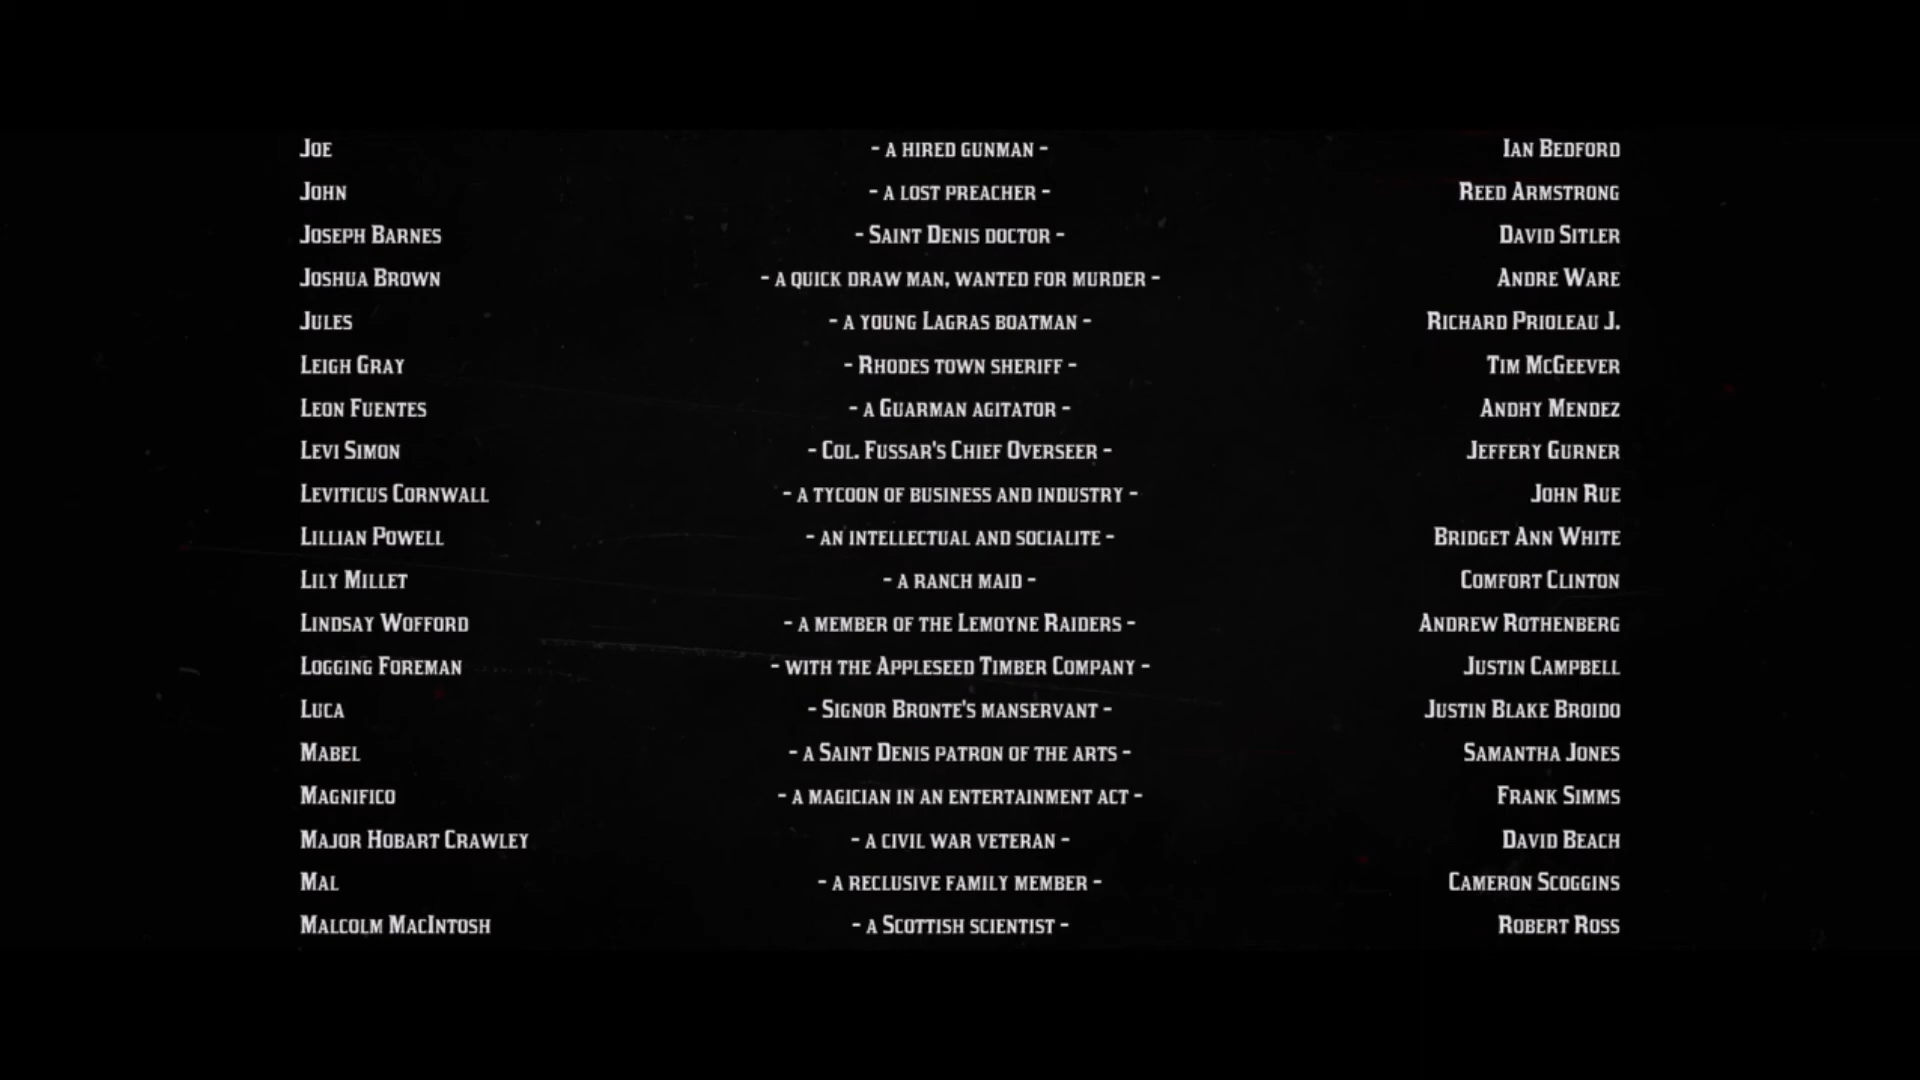 Joe - a hired gunman - Ian Bedford
John - a lost preacher - Reed Armstrong
Joseph Barnes - Saint Denis doctor - David Sitler
Joshua Brown - a quick draw man, wanted for murder - Andre Ware
Jules - a young Lagras boatman - Richard Prioleau J.
Leigh Gray - Rhodes town sheriff - Tim McGeever
Leon Fuentes - a Guarman agitator - Andhy Mendez
Levi Simon - Col. Fussar's Chief Overseer - Jeffery Gurner
Leviticus Cornwall - a tycoon of business and industry - John Rue
Lillian Powell - an intellectual and socialite - Bridget Ann White
Lily Millet - a ranch maid - Comfort Clinton
Lindsay Wofford - a member of the Lemoyne Raiders - Andrew Rothenberg
Logging Foreman - with the Appleseed Timber Company - Justin Campbell
Luca - Signor Bronte's manservant - Justin Blake Broido
Mabel - a Saint Denis patron of the arts - Samantha Jones
Magnifico - a magician in an entertainment act - Frank Simms
Major Hobart Crawley - a civil war veteran - David Beach
Mal - a reclusive family member - Cameron Scoggins
Malcolm MacIntosh - a Scottish scientist - Robert Ross